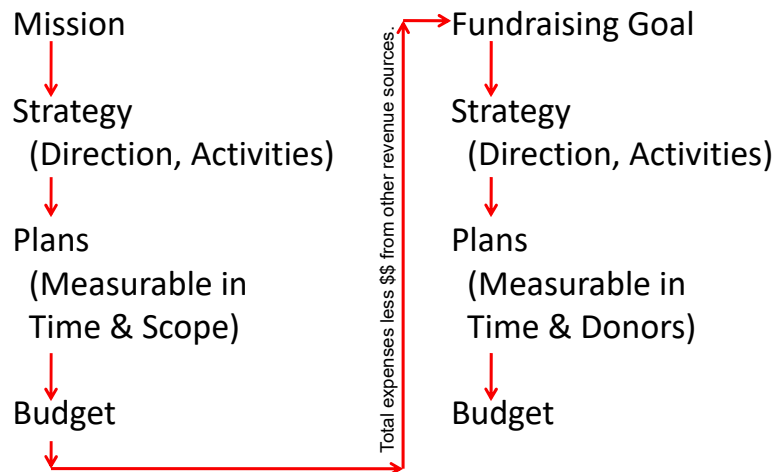 Mission
Strategy
(Direction, Activities)
Plans
(Measurable in
Time & Scope)
Budget
Total expenses less $$ from other revenue sources.
Fundraising Goal
Strategy
(Direction, Activities)
Plans
(Measurable in
Time & Donors)
Budget